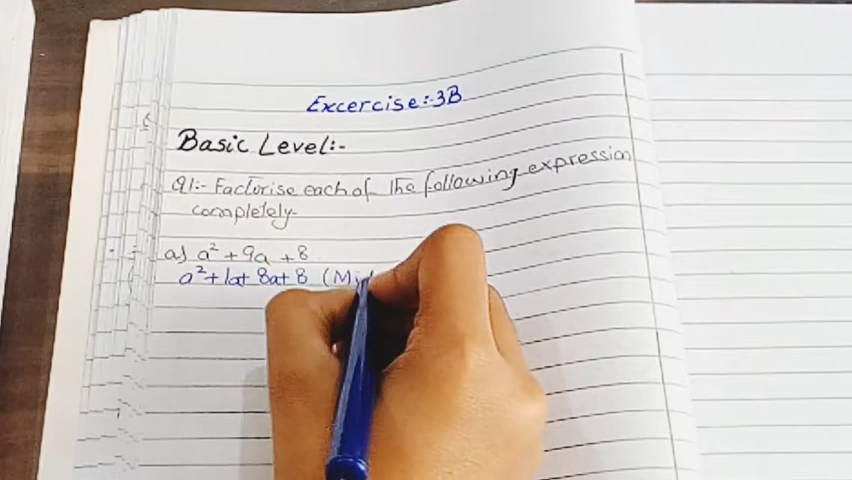 Excercise:-3B
Basic Level:-
Q1:- Factorise each of the following expression
completely-
a) a² + 9a + 8
a² + 1a + 8a + 8 (Mid